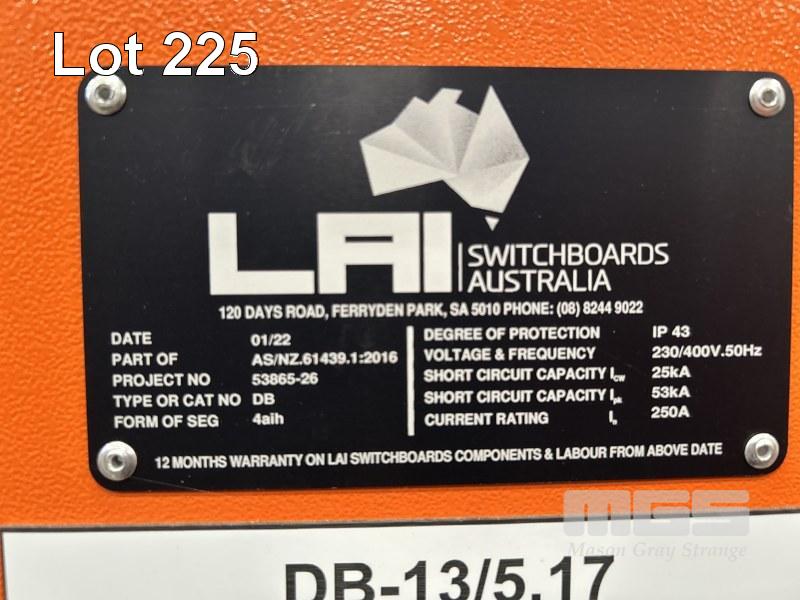 Lot 225
LAI
SWITCHBOARDS
AUSTRALIA
120 DAYS ROAD, FERRYDEN PARK, SA 5010 PHONE: (08) 8244 9022
DATE 01/22
PART OF AS/NZ.61439.1:2016
PROJECT NO 53865-26
TYPE OR CAT NO DB
FORM OF SEG 4aih
DEGREE OF PROTECTION IP 43
VOLTAGE & FREQUENCY 230/400V.50Hz
SHORT CIRCUIT CAPACITY Icw 25kA
SHORT CIRCUIT CAPACITY Ipk 53kA
CURRENT RATING In 250A
12 MONTHS WARRANTY ON LAI SWITCHBOARDS COMPONENTS & LABOUR FROM ABOVE DATE
MGS
Mason Gray Strange
DB-13/5.17